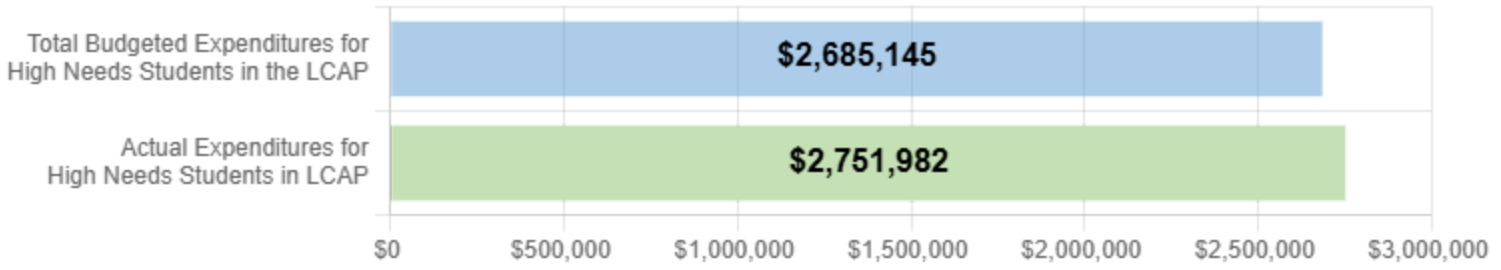 Total Budgeted Expenditures for
High Needs Students in the LCAP
$2,685,145
Actual Expenditures for
High Needs Students in LCAP
$2,751,982
$0 $500,000 $1,000,000 $1,500,000 $2,000,000 $2,500,000 $3,000,000